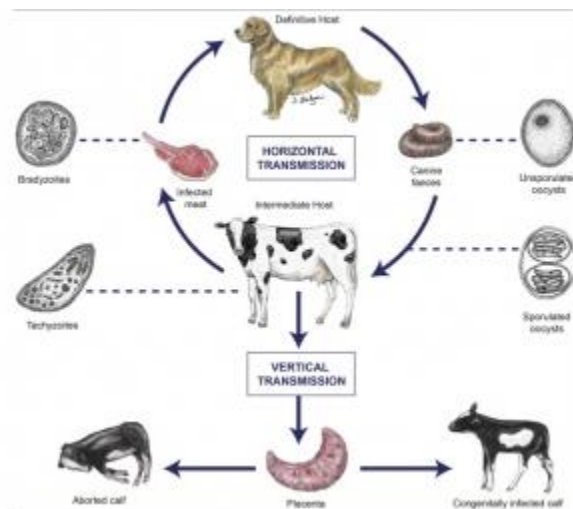 Definitive Host
HORIZONTAL
TRANSMISSION
Bradyzoites
Infected
meat
Canine
faeces
Unsporulated
oocysts
Intermediate Host
Tachyzoites
Sporulated
oocysts
VERTICAL
TRANSMISSION
Aborted calf
Placenta
Congenitally infected calf